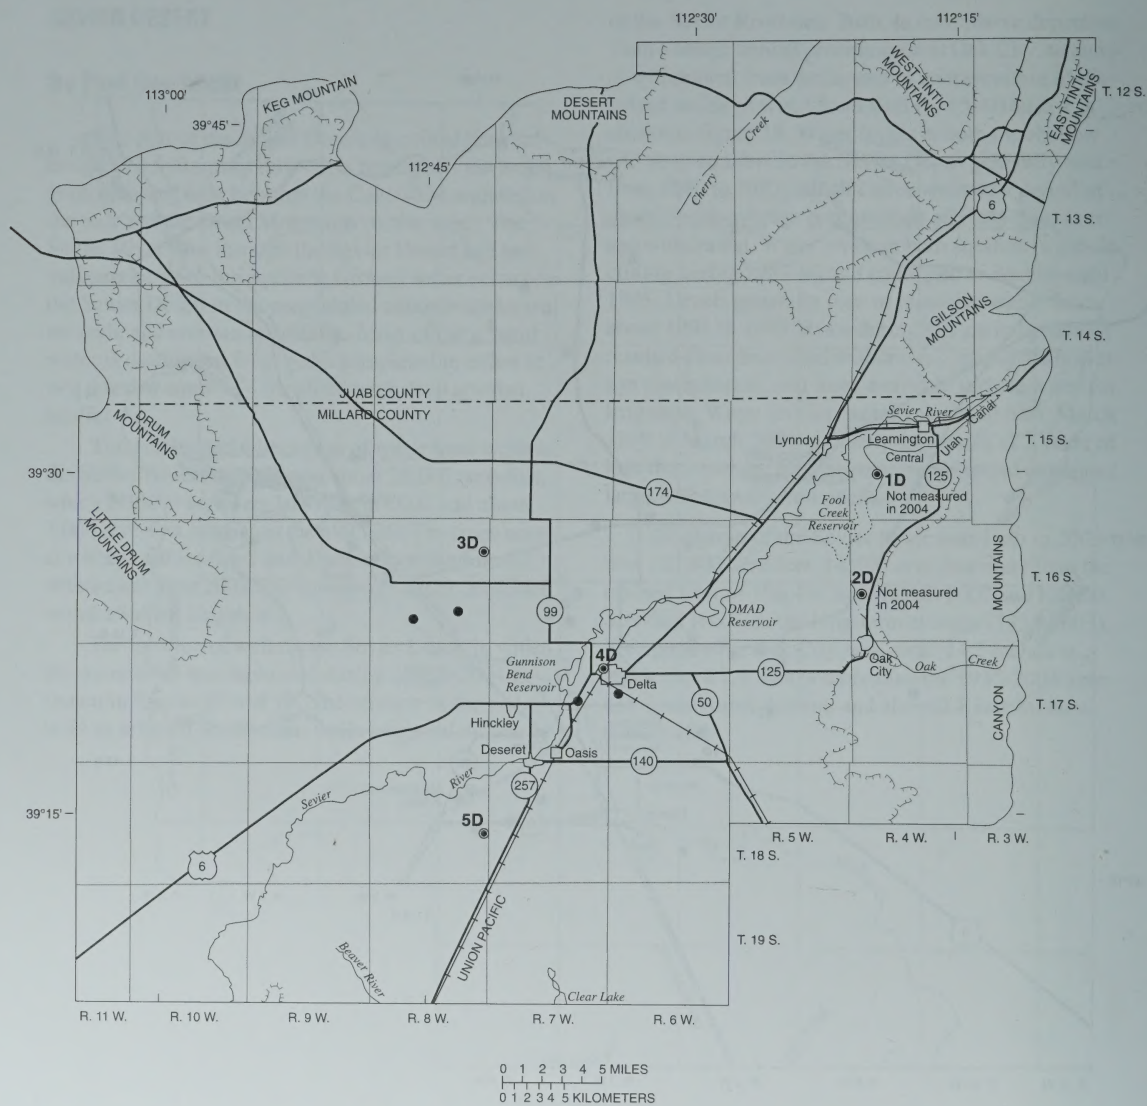 112°30'
112°15'
113°00'
39°45'
KEG MOUNTAIN
DESERT
MOUNTAINS
WEST TINTIC
MOUNTAINS
EAST TINTIC
MOUNTAINS
T. 12 S.
112°45'
Cherry
Creek
6
T. 13 S.
GILSON
MOUNTAINS
T. 14 S.
JUAB COUNTY
MILLARD COUNTY
DRUM
MOUNTAINS
Sevier River
Lynndyl
Leamington
Central
Utah
Canal
T. 15 S.
39°30'
174
125
1D
Not measured
in 2004
Fool
Creek
Reservoir
LITTLE DRUM
MOUNTAINS
3D
2D
Not measured
in 2004
MOUNTAINS
T. 16 S.
99
DMAD
Reservoir
Gunnison
Bend
Reservoir
4D
Delta
125
Oak
City
Oak
Creek
50
CANYON
T. 17 S.
Hinckley
Deseret
Oasis
140
257
Sevier
River
39°15'
5D
R. 5 W.
R. 4 W.
R. 3 W.
T. 18 S.
6
UNION PACIFIC
T. 19 S.
Beaver River
Clear Lake
R. 11 W.
R. 10 W.
R. 9 W.
R. 8 W.
R. 7 W.
R. 6 W.
0 1 2 3 4 5 MILES
0 1 2 3 4 5 KILOMETERS